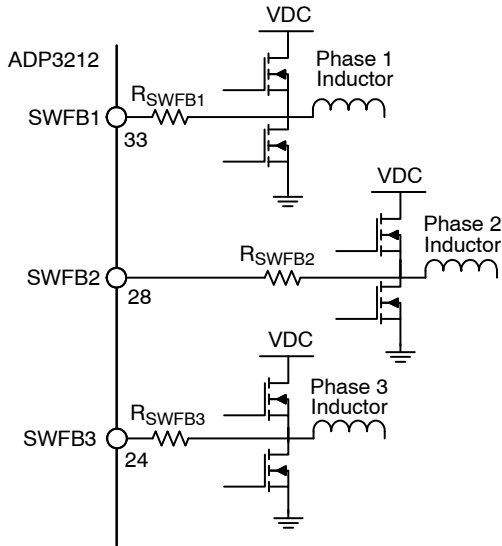 ADP3212
VDC
Phase 1
Inductor
RSWFB1
SWFB1
33
VDC
Phase 2
Inductor
RSWFB2
SWFB2
28
VDC
Phase 3
Inductor
RSWFB3
SWFB3
24